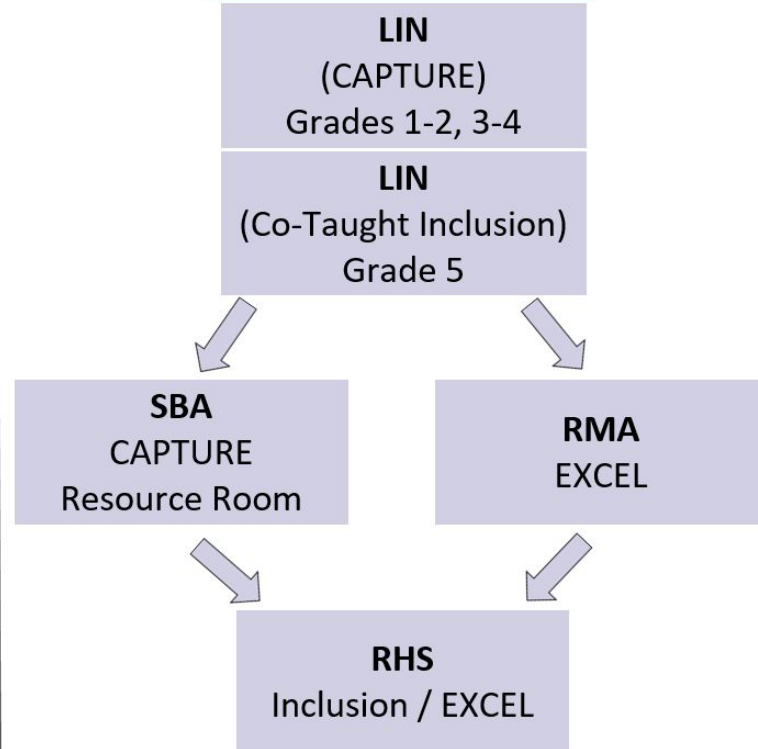 LIN
(CAPTURE)
Grades 1-2, 3-4
LIN
(Co-Taught Inclusion)
Grade 5
SBA
CAPTURE
Resource Room
RMA
EXCEL
RHS
Inclusion / EXCEL